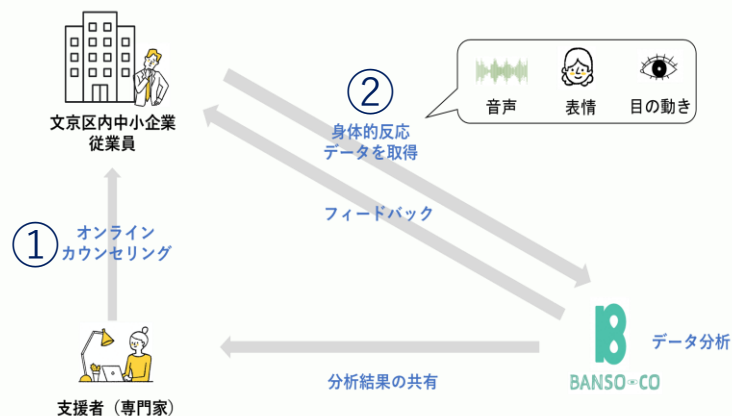 文京区内中小企業
従業員
②
身体的反応
データを取得
音声
表情
目の動き
フィードバック
①
オンライン
カウンセリング
データ分析
BANSO-CO
分析結果の共有
支援者（専門家）